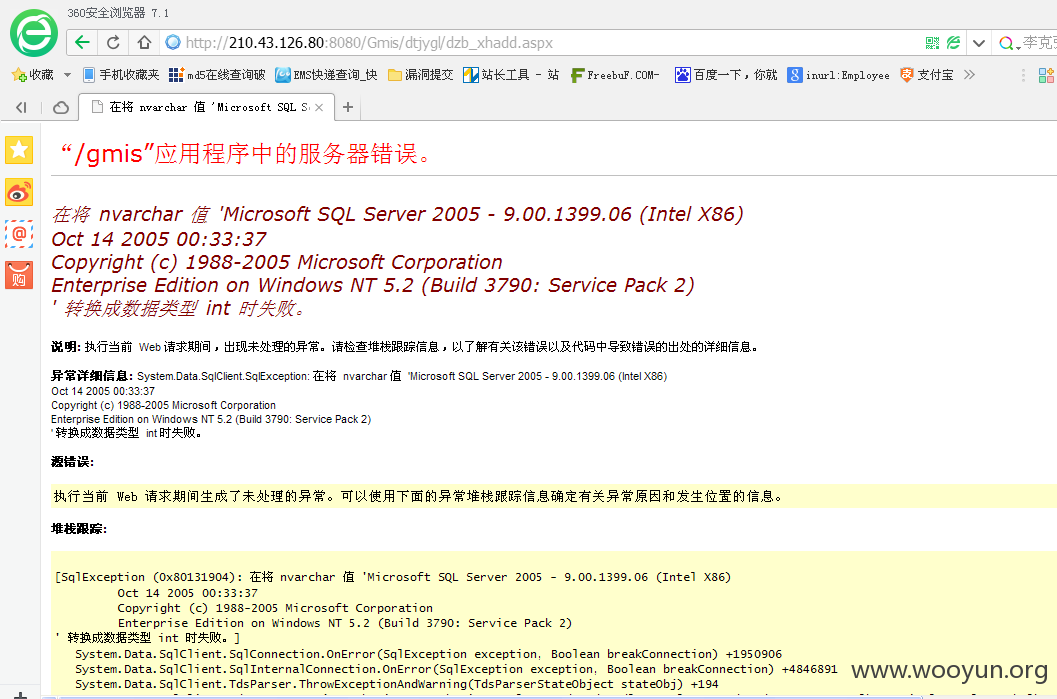 360安全浏览器 7.1
http://210.43.126.80:8080/Gmis/dtjygl/dzb_xhadd.aspx
李克
收藏 手机收藏夹 md5在线查询破 EMS快递查询_快 漏洞提交 站长工具 - 站 FreebuF.COM- 百度一下，你就 inurl:Employee 支付宝
在将 nvarchar 值 'Microsoft SQL S
“/gmis”应用程序中的服务器错误。
在将 nvarchar 值 'Microsoft SQL Server 2005 - 9.00.1399.06 (Intel X86)
Oct 14 2005 00:33:37
Copyright (c) 1988-2005 Microsoft Corporation
Enterprise Edition on Windows NT 5.2 (Build 3790: Service Pack 2)
' 转换成数据类型 int 时失败。
说明: 执行当前 Web 请求期间，出现未处理的异常。请检查堆栈跟踪信息，以了解有关该错误以及代码中导致错误的出处的详细信息。
异常详细信息: System.Data.SqlClient.SqlException: 在将 nvarchar 值 'Microsoft SQL Server 2005 - 9.00.1399.06 (Intel X86)
Oct 14 2005 00:33:37
Copyright (c) 1988-2005 Microsoft Corporation
Enterprise Edition on Windows NT 5.2 (Build 3790: Service Pack 2)
' 转换成数据类型 int 时失败。
源错误:
执行当前 Web 请求期间生成了未处理的异常。可以使用下面的异常堆栈跟踪信息确定有关异常原因和发生位置的信息。
堆栈跟踪:
[SqlException (0x80131904): 在将 nvarchar 值 'Microsoft SQL Server 2005 - 9.00.1399.06 (Intel X86)
Oct 14 2005 00:33:37
Copyright (c) 1988-2005 Microsoft Corporation
Enterprise Edition on Windows NT 5.2 (Build 3790: Service Pack 2)
' 转换成数据类型 int 时失败。]
System.Data.SqlClient.SqlConnection.OnError(SqlException exception, Boolean breakConnection) +1950906
System.Data.SqlClient.SqlInternalConnection.OnError(SqlException exception, Boolean breakConnection) +4846891
System.Data.SqlClient.TdsParser.ThrowExceptionAndWarning(TdsParserStateObject stateObj) +194
www.wooyun.org
购